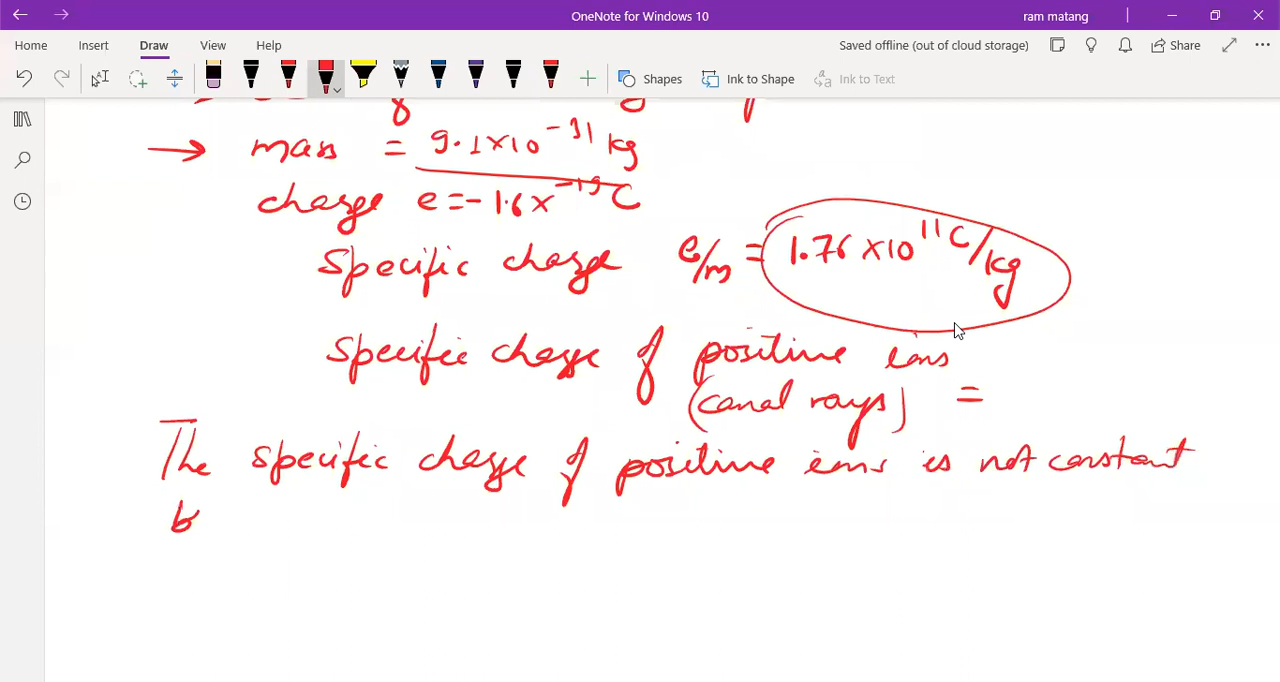 OneNote for Windows 10
ram matang
Home Insert Draw View Help
Saved offline (out of cloud storage)
Share
Shapes
Ink to Shape
Ink to Text
→ mass = 9.1×10⁻³¹ kg
charge e = -1.6×⁻¹⁹ C
specific charge e/m = 1.76 ×10¹¹ C/kg
specific charge of positive ions
(canal rays) =
The specific charge of positive ions is not constant
b